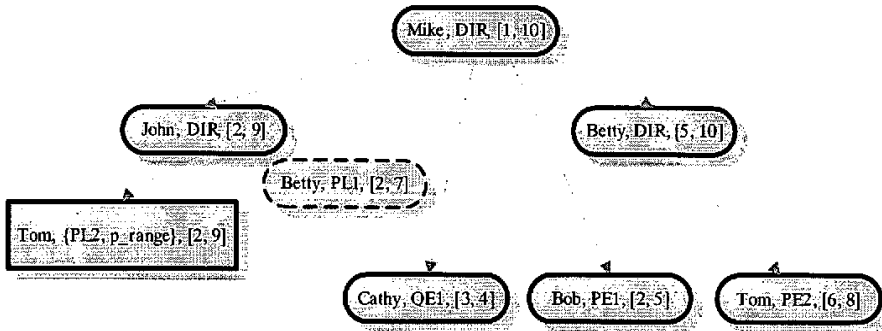 Mike, DIR, [1, 10]
John, DIR, [2, 9]
Betty, DIR, [5, 10]
Betty, PL1, [2, 7]
Tom, {PL2, p_range}, [2, 9]
Cathy, QE1, [3, 4]
Bob, PE1, [2, 5]
Tom, PE2, [6, 8]